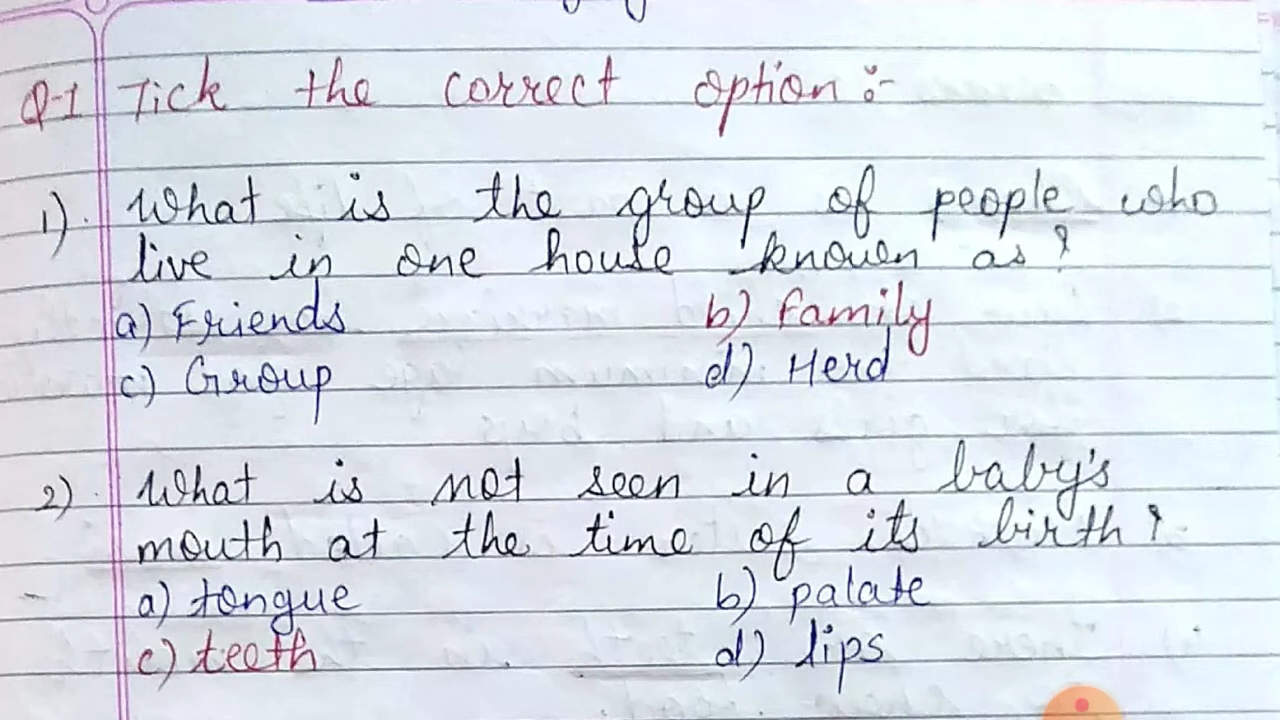 Q-1 Tick the correct option :-
1). What is the group of people who
live in one house knowen as?
a) Friends b) family
c) Group d) Herd
2). What is not seen in a baby's
mouth at the time of its birth?
a) tongue b) palate
c) teeth d) lips